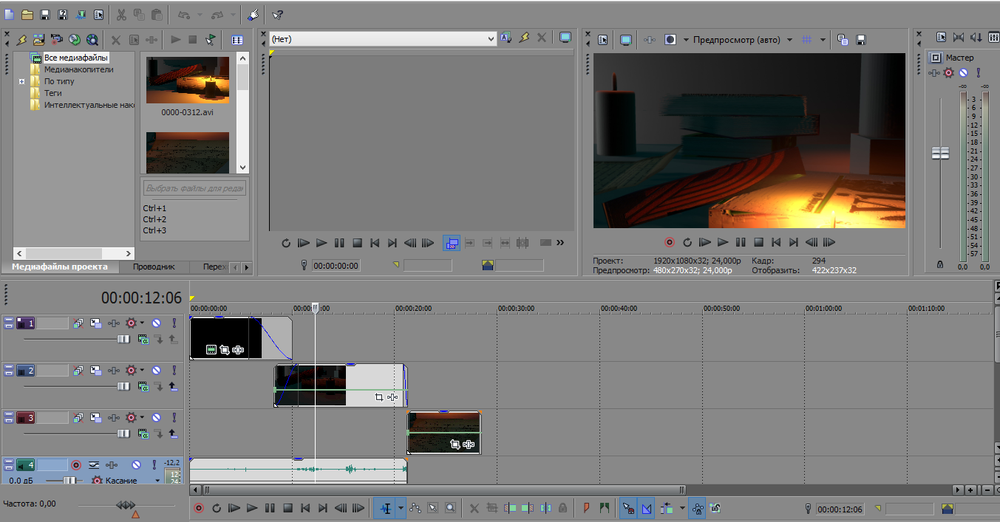 Все медиафайлы
Медианакопители
По типу
Теги
Интеллектуальные нак
0000-0312.avi
Выбрать файлы для редак
Ctrl+1
Ctrl+2
Ctrl+3
Медиафайлы проекта
Проводник
Перех
(Нет)
00:00:00:00
Предпросмотр (авто)
Проект: 1920x1080x32; 24,000p Кадр: 294
Предпросмотр: 480x270x32; 24,000p Отобразить: 422x237x32
Мастер
-∞ -∞
- 3 -
- 6 -
- 9 -
-12-
-15-
-18-
-21-
-24-
-27-
-30-
-33-
-36-
-39-
-42-
-45-
-48-
-51-
-54-
-57-
0,0 0,0
00:00:12:06
00:00:00:00 00:00: :00 00:00:20:00 00:00:30:00 00:00:40:00 00:00:50:00 00:01:00:00 00:01:10:00
1
2
3
4
-12,2
0,0 дБ
Касание
12
24
Частота: 0,00
00:00:12:06